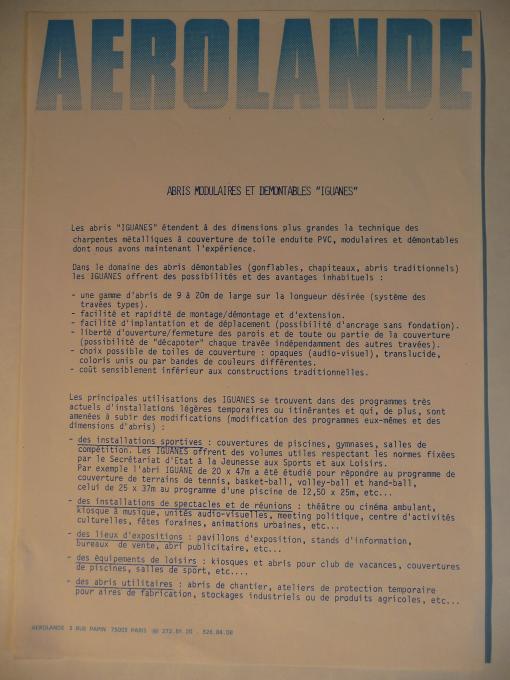 AEROLANDE
ABRIS MODULAIRES ET DEMONTABLES "IGUANES"
Les abris "IGUANES" étendent à des dimensions plus grandes la technique des
charpentes métalliques à couverture de toile enduite PVC, modulaires et démontables
dont nous avons maintenant l'expérience.
Dans le domaine des abris démontables (gonflables, chapiteaux, abris traditionnels)
les IGUANES offrent des possibilités et des avantages inhabituels :
- une gamme d'abris de 9 à 20m de large sur la longueur désirée (système des
travées types).
- facilité et rapidité de montage/démontage et d'extension.
- facilité d'implantation et de déplacement (possibilité d'ancrage sans fondation).
- liberté d'ouverture/fermeture des parois et de toute ou partie de la couverture
(possibilité de "décapoter" chaque travée indépendamment des autres travées).
- choix possible de toiles de couverture : opaques (audio-visuel), translucide,
coloris unis ou par bandes de couleurs différentes.
- coût sensiblement inférieur aux constructions traditionnelles.
Les principales utilisations des IGUANES se trouvent dans des programmes très
actuels d'installations légères temporaires ou itinérantes et qui, de plus, sont
amenées à subir des modifications (modification des programmes eux-mêmes et des
dimensions d'abris) :
- des installations sportives : couvertures de piscines, gymnases, salles de
compétition. Les IGUANES offrent des volumes utiles respectant les normes fixées
par le Secrétariat d'Etat à la Jeunesse aux Sports et aux Loisirs.
Par exemple l'abri IGUANE de 20 x 47m a été étudié pour répondre au programme de
couverture de terrains de tennis, basket-ball, volley-ball et hand-ball,
celui de 25 x 37m au programme d'une piscine de 12,50 x 25m, etc...
- des installations de spectacles et de réunions : théâtre ou cinéma ambulant,
kiosque à musique, unités audio-visuelles, meeting politique, centre d'activités
culturelles, fêtes foraines, animations urbaines, etc...
- des lieux d'expositions : pavillons d'exposition, stands d'information,
bureaux de vente, abri publicitaire, etc...
- des équipements de loisirs : kiosques et abris pour club de vacances, couvertures
de piscines, salles de sport, etc....
- des abris utilitaires : abris de chantier, ateliers de protection temporaire
pour aires de fabrication, stockages industriels ou de produits agricoles, etc...
AEROLANDE 3 RUE PAPIN 75003 PARIS